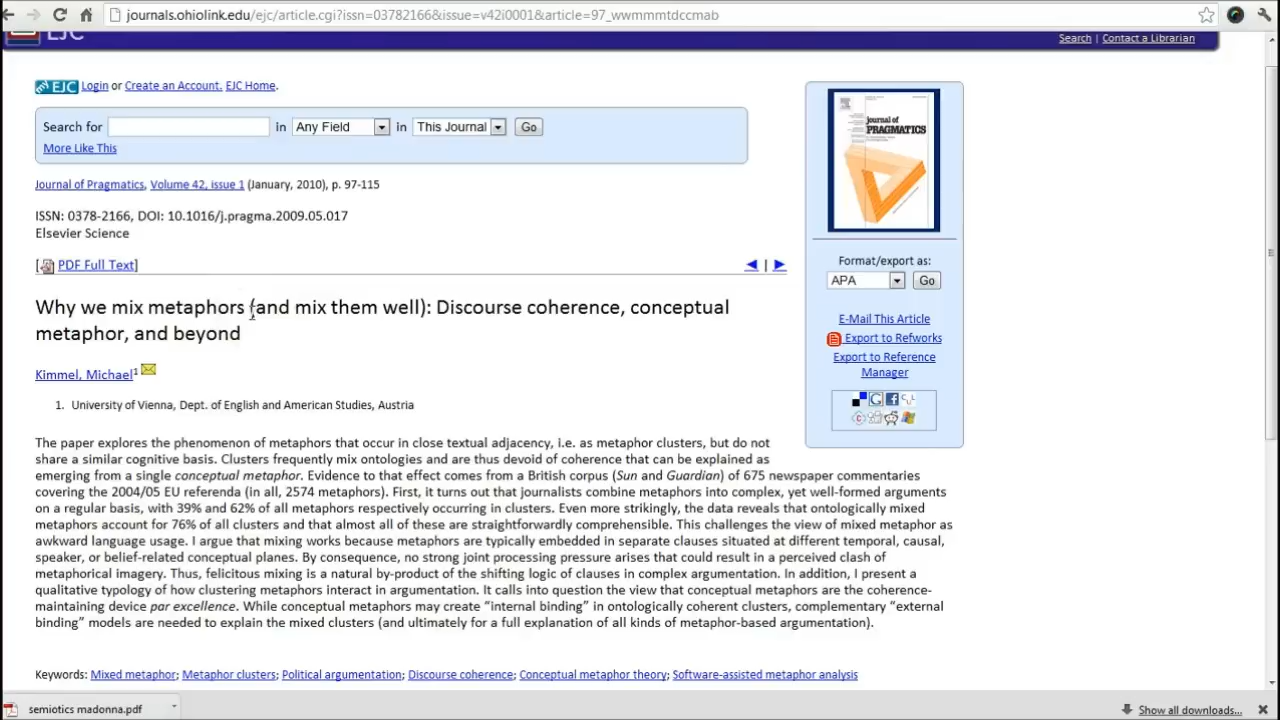 journals.ohiolink.edu/ejc/article.cgi?issn=03782166&issue=v42i0001&article=97_wwmmmtdccmab
EJC
Search | Contact a Librarian
EJC Login or Create an Account. EJC Home.
Search for in Any Field in This Journal Go
More Like This
Journal of Pragmatics, Volume 42, issue 1 (January, 2010), p. 97-115
ISSN: 0378-2166, DOI: 10.1016/j.pragma.2009.05.017
Elsevier Science
[PDF Full Text]
|
Why we mix metaphors (and mix them well): Discourse coherence, conceptual
metaphor, and beyond
Kimmel, Michael1
1. University of Vienna, Dept. of English and American Studies, Austria
The paper explores the phenomenon of metaphors that occur in close textual adjacency, i.e. as metaphor clusters, but do not
share a similar cognitive basis. Clusters frequently mix ontologies and are thus devoid of coherence that can be explained as
emerging from a single conceptual metaphor. Evidence to that effect comes from a British corpus (Sun and Guardian) of 675 newspaper commentaries
covering the 2004/05 EU referenda (in all, 2574 metaphors). First, it turns out that journalists combine metaphors into complex, yet well-formed arguments
on a regular basis, with 39% and 62% of all metaphors respectively occurring in clusters. Even more strikingly, the data reveals that ontologically mixed
metaphors account for 76% of all clusters and that almost all of these are straightforwardly comprehensible. This challenges the view of mixed metaphor as
awkward language usage. I argue that mixing works because metaphors are typically embedded in separate clauses situated at different temporal, causal,
speaker, or belief-related conceptual planes. By consequence, no strong joint processing pressure arises that could result in a perceived clash of
metaphorical imagery. Thus, felicitous mixing is a natural by-product of the shifting logic of clauses in complex argumentation. In addition, I present a
qualitative typology of how clustering metaphors interact in argumentation. It calls into question the view that conceptual metaphors are the coherence-
maintaining device par excellence. While conceptual metaphors may create “internal binding” in ontologically coherent clusters, complementary “external
binding” models are needed to explain the mixed clusters (and ultimately for a full explanation of all kinds of metaphor-based argumentation).
Keywords: Mixed metaphor; Metaphor clusters; Political argumentation; Discourse coherence; Conceptual metaphor theory; Software-assisted metaphor analysis
journal of
PRAGMATICS
Format/export as:
APA Go
E-Mail This Article
Export to Refworks
Export to Reference
Manager
semiotics madonna.pdf
Show all downloads...